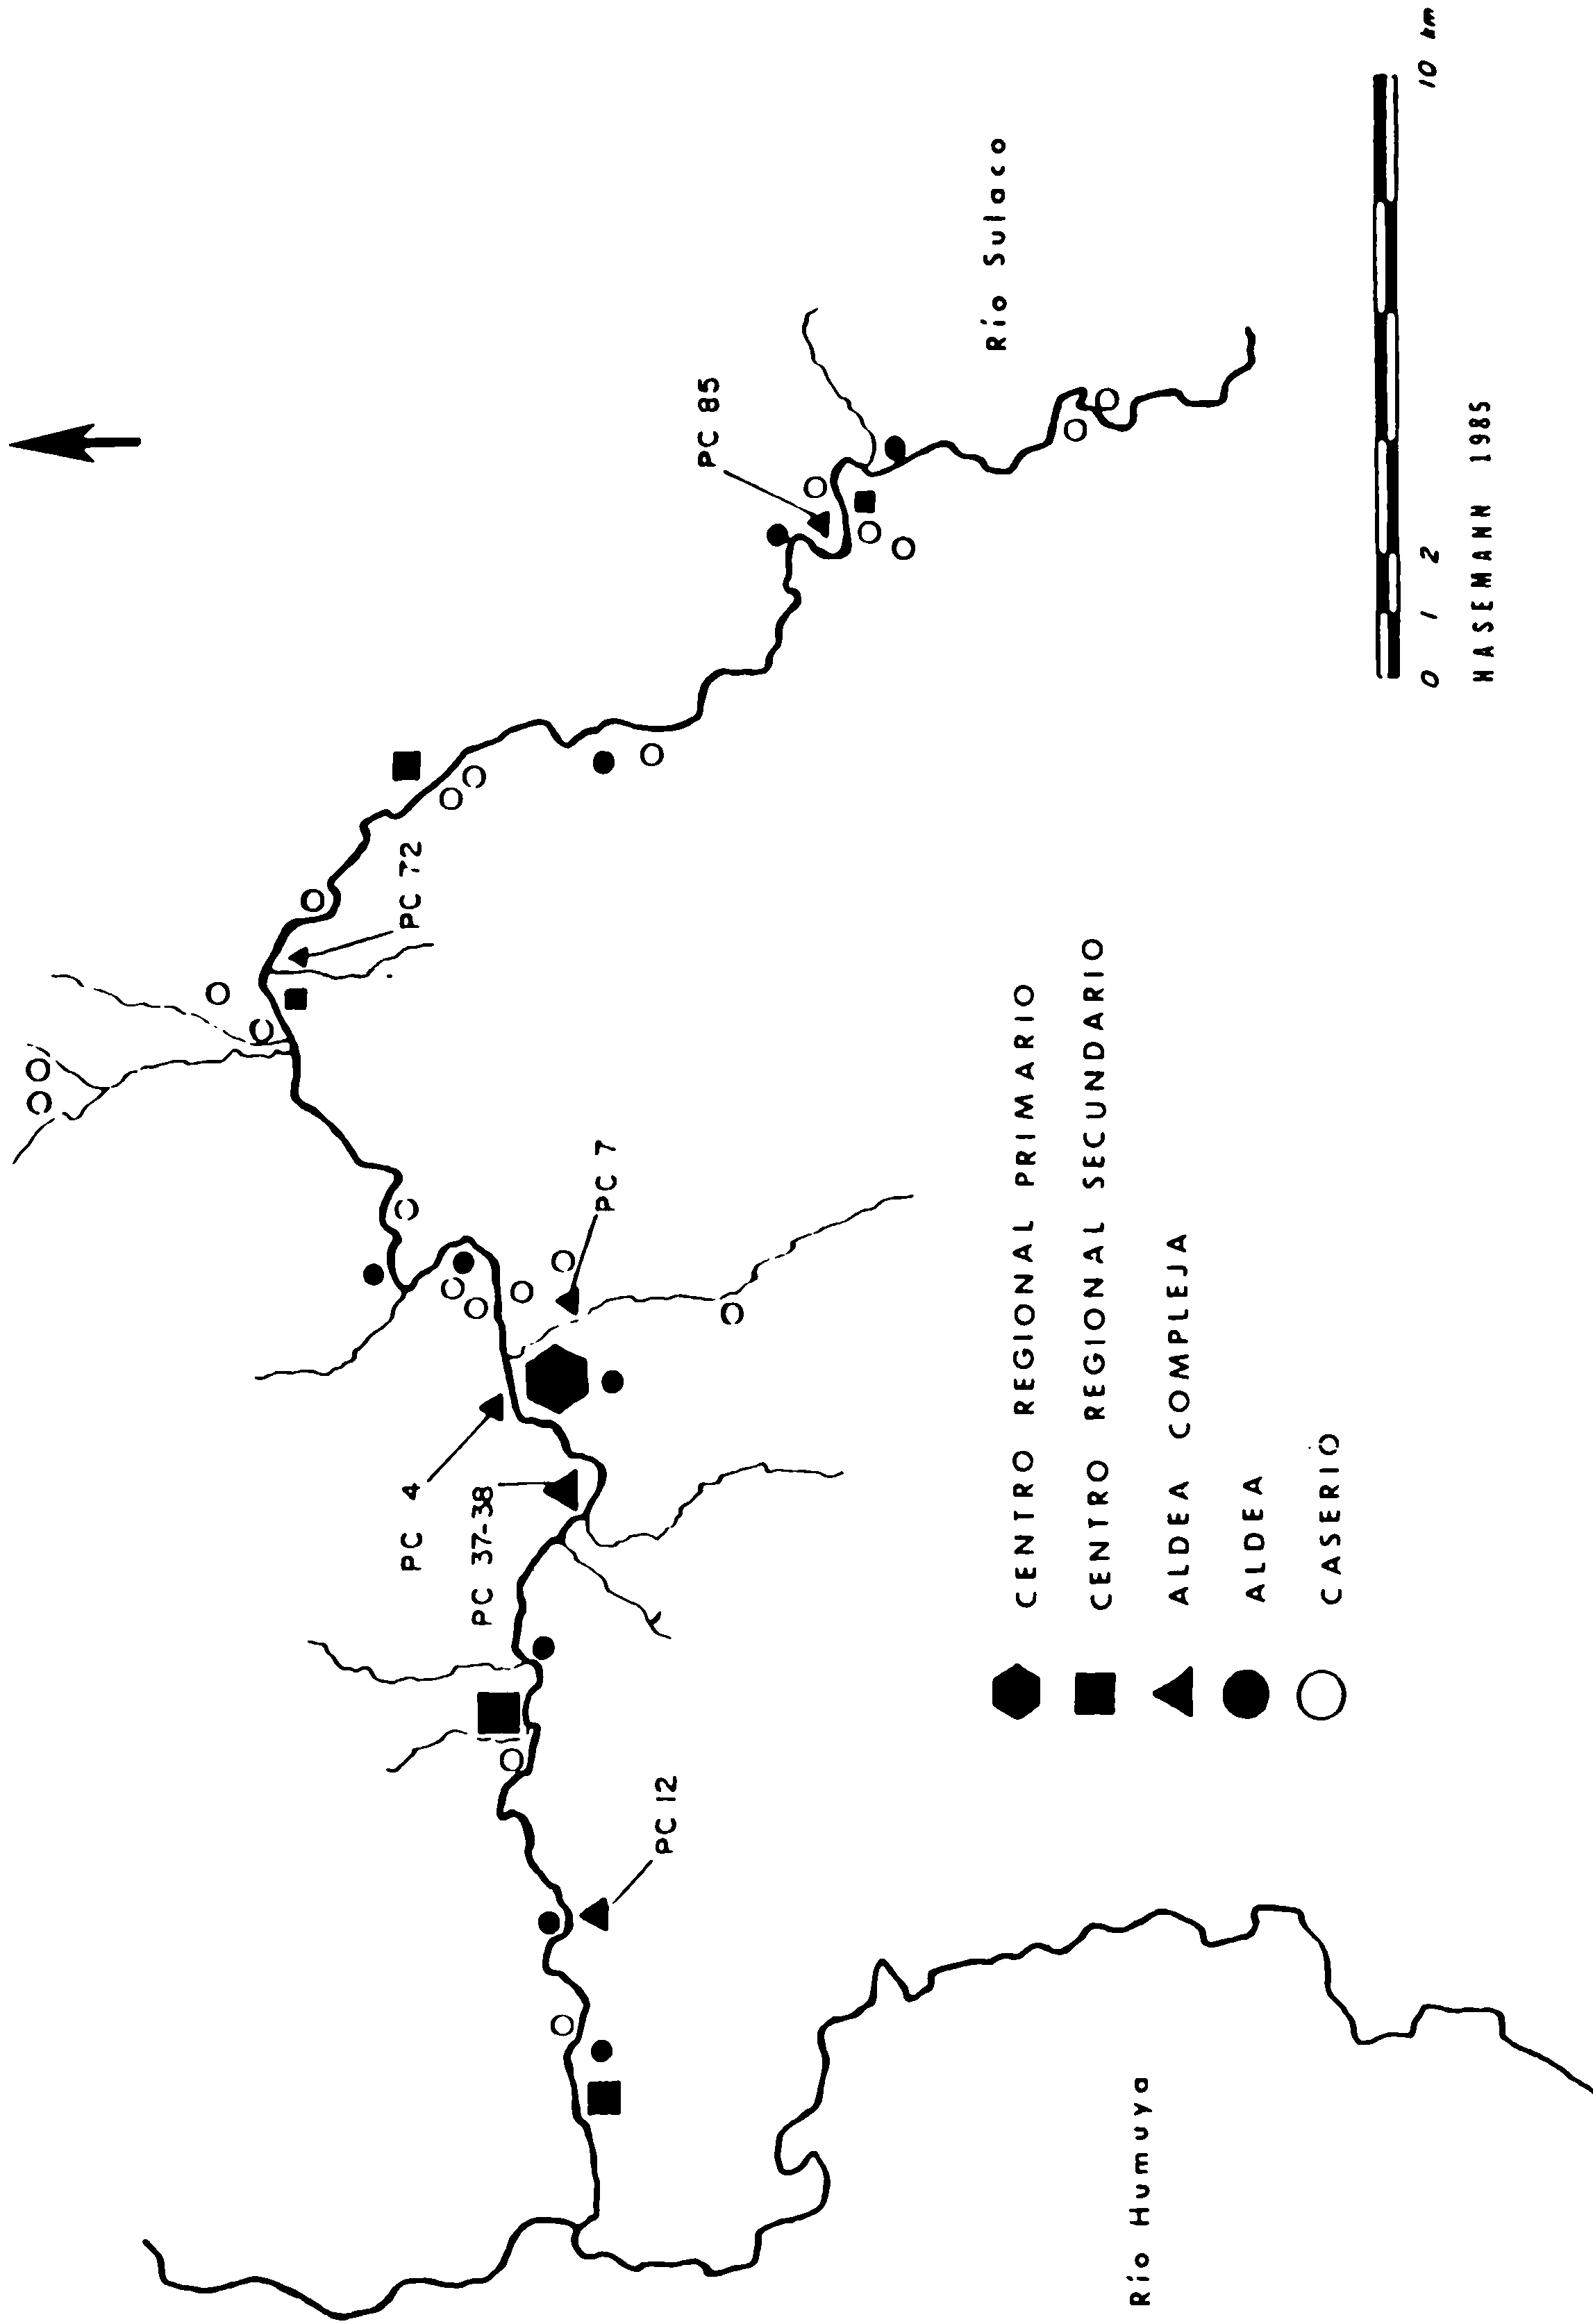 PC 4
PC 37-38
PC 12
PC 7
PC 72
PC 85
Río Sulaco
Río Humuya
CENTRO REGIONAL PRIMARIO
CENTRO REGIONAL SECUNDARIO
ALDEA COMPLEJA
ALDEA
CASERIO
0 1 2 10 km
HASEMANN 1985